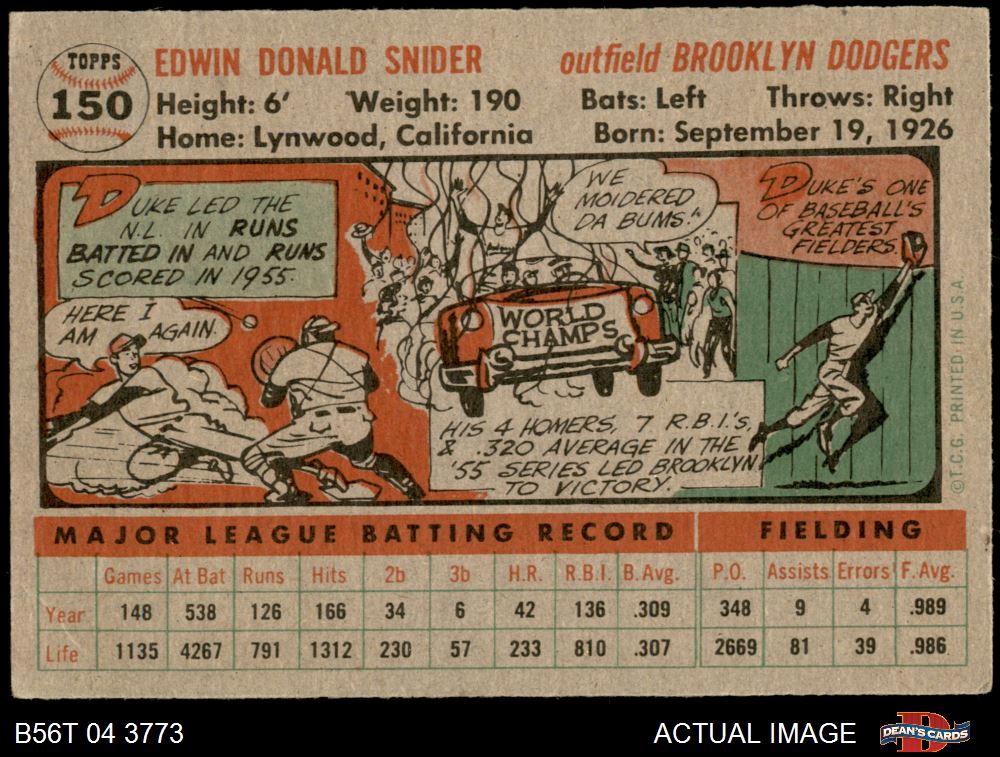 TOPPS
150
EDWIN DONALD SNIDER outfield BROOKLYN DODGERS
Height: 6' Weight: 190 Bats: Left Throws: Right
Home: Lynwood, California Born: September 19, 1926
DUKE LED THE
N.L. IN RUNS
BATTED IN AND RUNS
SCORED IN 1955.
HERE I
AM AGAIN.
WE
MOIDERED
DA BUMS."
WORLD
CHAMPS
HIS 4 HOMERS, 7 R.B.I.'S,
& .320 AVERAGE IN THE
'55 SERIES LED BROOKLYN
TO VICTORY.
DUKE'S ONE
OF BASEBALL'S
GREATEST
FIELDERS.
© T.C.G. PRINTED IN U.S.A.
MAJOR LEAGUE BATTING RECORD FIELDING
Games At Bat Runs Hits 2b 3b H.R. R.B.I. B.Avg. P.O. Assists Errors F.Avg.
Year 148 538 126 166 34 6 42 136 .309 348 9 4 .989
Life 1135 4267 791 1312 230 57 233 810 .307 2669 81 39 .986
B56T 04 3773 ACTUAL IMAGE
D
DEAN'S CARDS